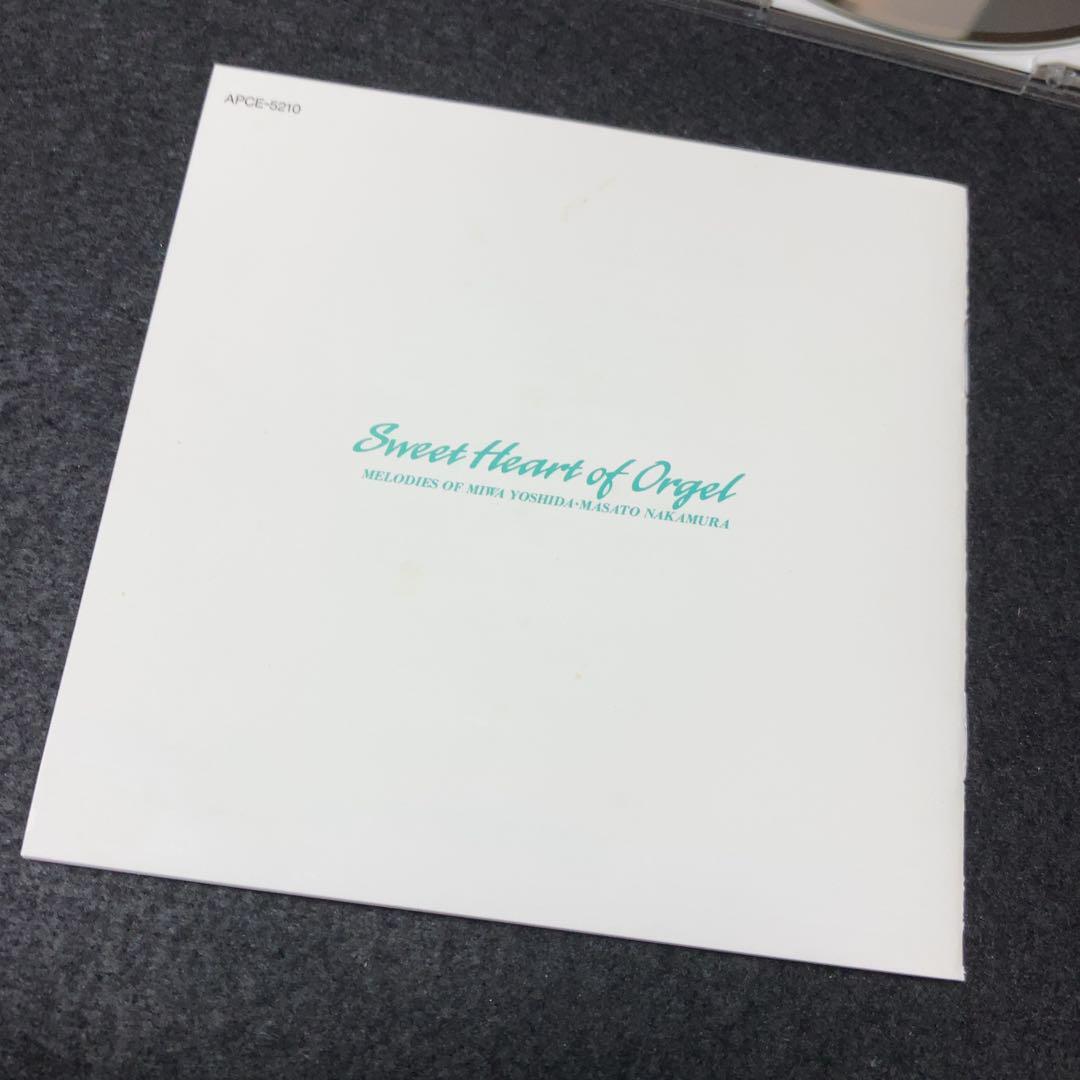 APCE-5210
Sweet Heart of Orgel
MELODIES OF MIWA YOSHIDA・MASATO NAKAMURA